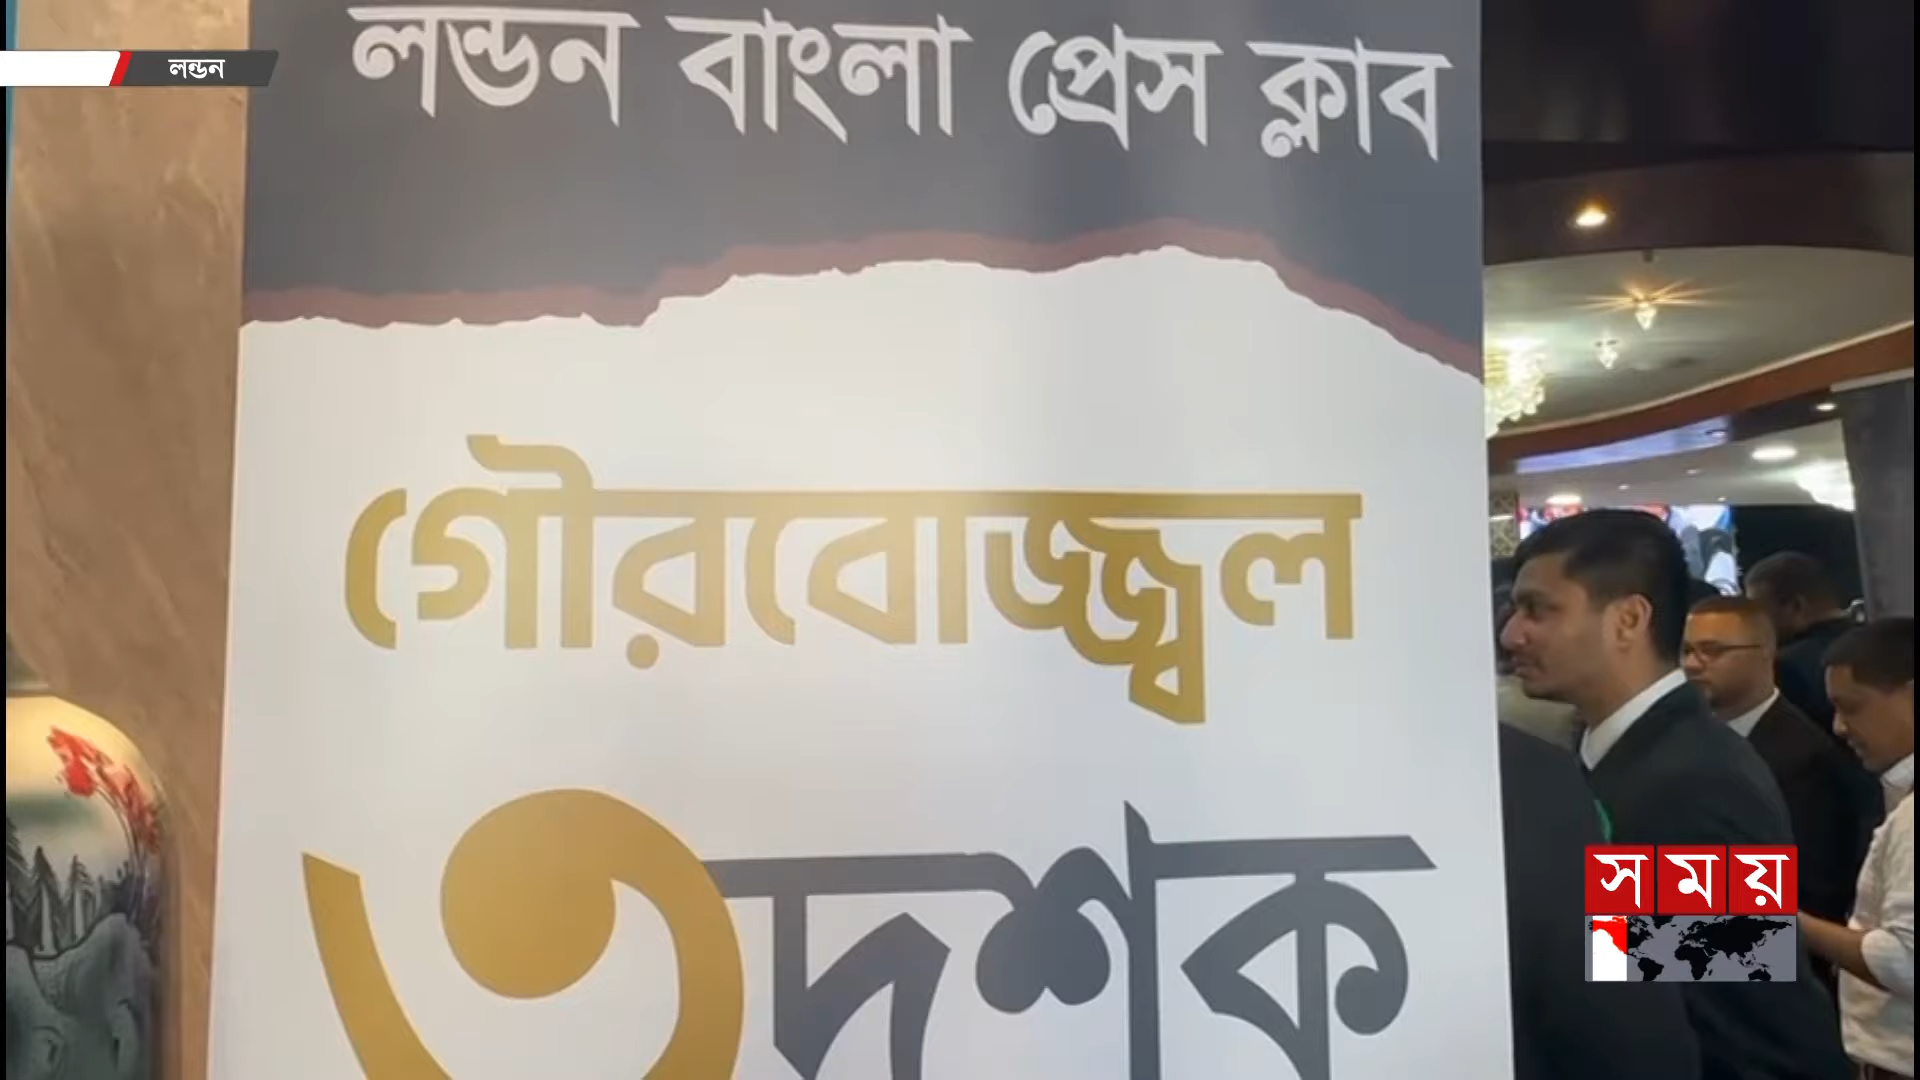 লন্ডন বাংলা প্রেস ক্লাব
লন্ডন
গৌরবোজ্জ্বল
৩দশক
সময়